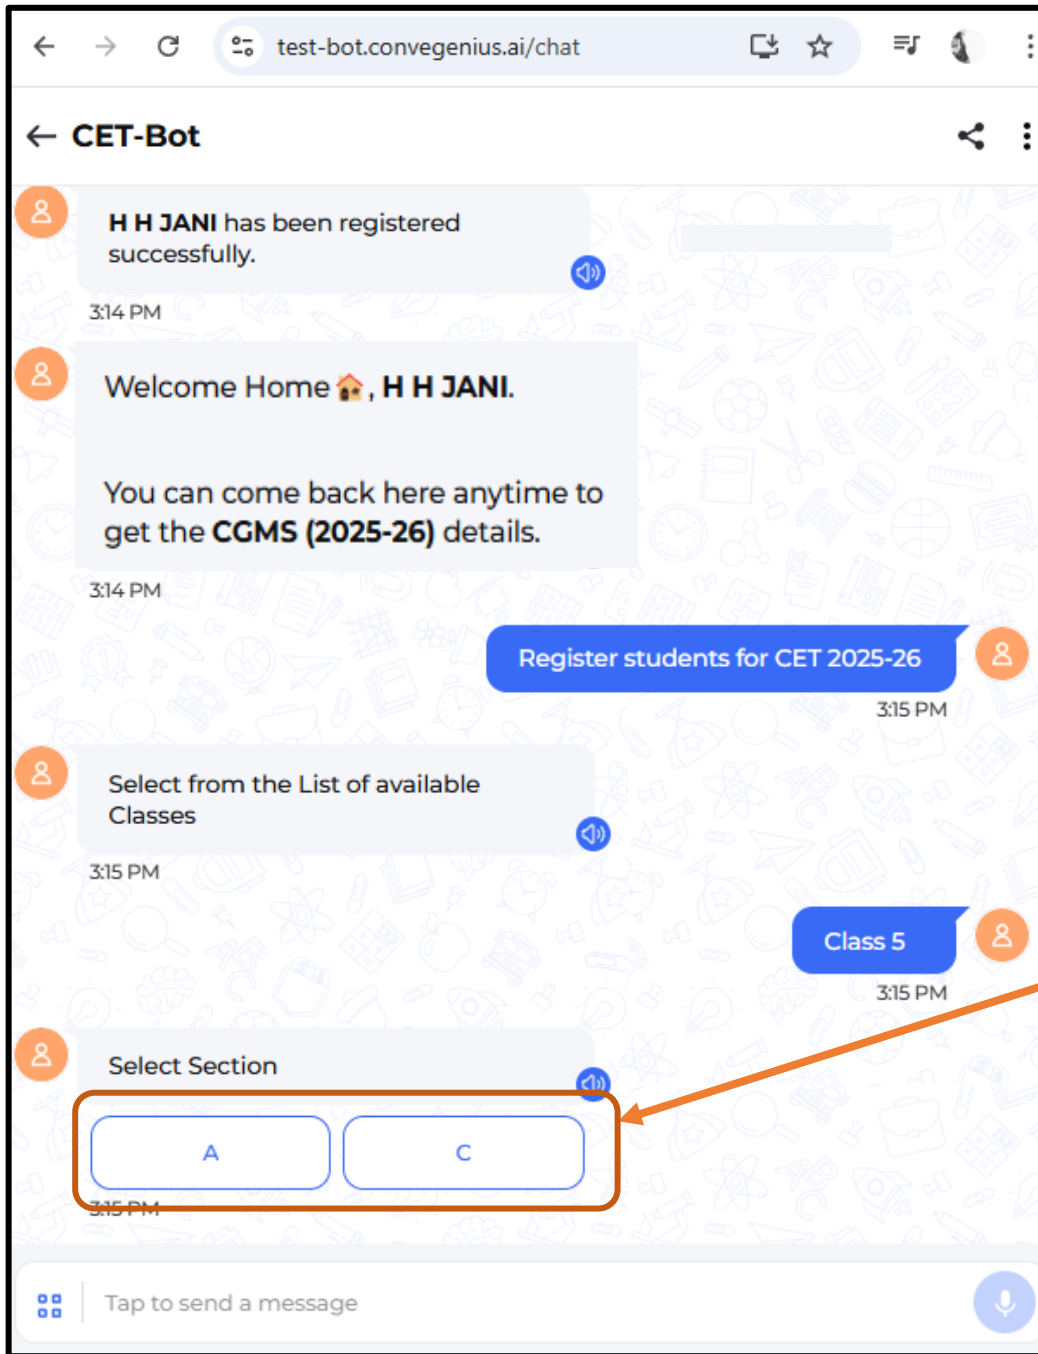 test-bot.convegenius.ai/chat
CET-Bot
H H JANI has been registered
successfully.
3:14 PM
Welcome Home 🏠, H H JANI.
You can come back here anytime to
get the CGMS (2025-26) details.
3:14 PM
Register students for CET 2025-26
3:15 PM
Select from the List of available
Classes
3:15 PM
Class 5
3:15 PM
Select Section
A C
3:15 PM
Tap to send a message